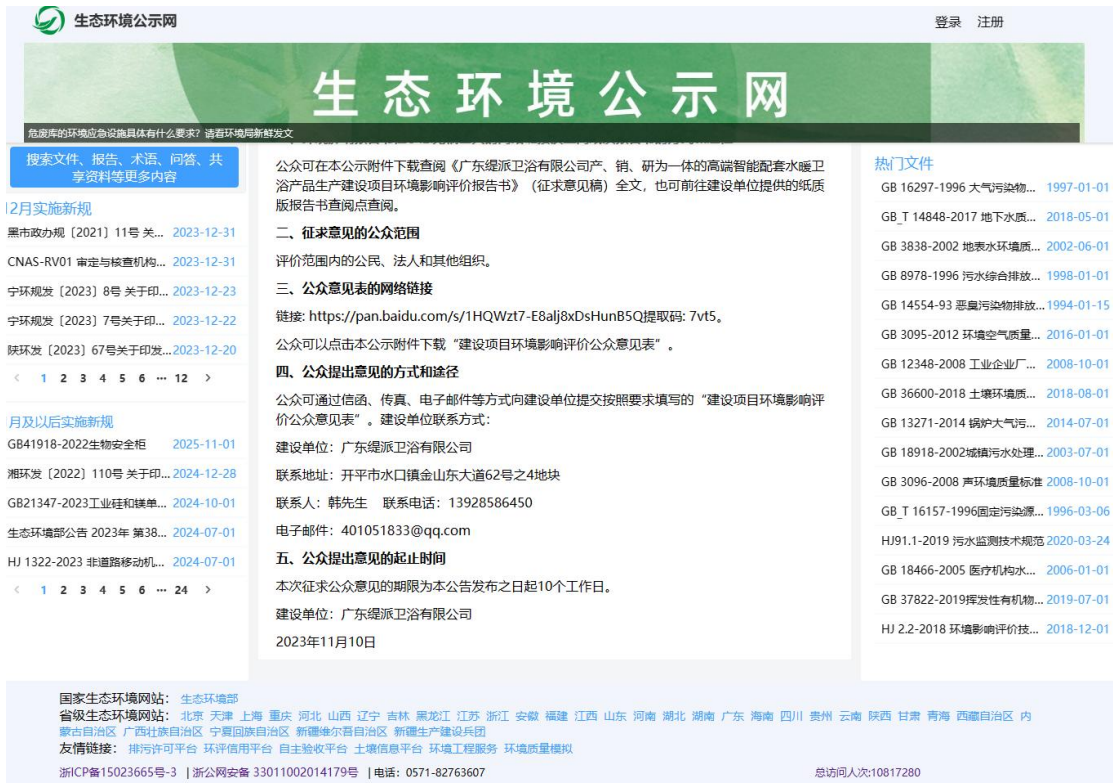 生态环境公示网
登录 注册
生态环境公示网
危废库的环境应急设施具体有什么要求？请看环境局新鲜发文
搜索文件、报告、术语、问答、共
享资料等更多内容
2月实施新规
黑市政办规〔2021〕11号 关... 2023-12-31
CNAS-RV01 审定与核查机构... 2023-12-31
宁环规发〔2023〕8号 关于印... 2023-12-23
宁环规发〔2023〕7号关于印... 2023-12-22
陕环发〔2023〕67号关于印发... 2023-12-20
< 1 2 3 4 5 6 ... 12 >
月及以后实施新规
GB41918-2022生物安全柜 2025-11-01
湘环发〔2022〕110号 关于印... 2024-12-28
GB21347-2023工业硅和镁单... 2024-10-01
生态环境部公告 2023年 第38... 2024-07-01
HJ 1322-2023 非道路移动机... 2024-07-01
< 1 2 3 4 5 6 ... 24 >
公众可在本公示附件下载查阅《广东缇派卫浴有限公司产、销、研为一体的高端智能配套水暖卫
浴产品生产建设项目环境影响评价报告书》（征求意见稿）全文，也可前往建设单位提供的纸质
版报告书查阅点查阅。
二、征求意见的公众范围
评价范围内的公民、法人和其他组织。
三、公众意见表的网络链接
链接: https://pan.baidu.com/s/1HQWzt7-E8alj8xDsHunB5Q提取码: 7vt5。
公众可以点击本公示附件下载“建设项目环境影响评价公众意见表”。
四、公众提出意见的方式和途径
公众可通过信函、传真、电子邮件等方式向建设单位提交按照要求填写的“建设项目环境影响评
价公众意见表”。建设单位联系方式：
建设单位：广东缇派卫浴有限公司
联系地址：开平市水口镇金山东大道62号之4地块
联系人：韩先生 联系电话：13928586450
电子邮件：401051833@qq.com
五、公众提出意见的起止时间
本次征求公众意见的期限为本公告发布之日起10个工作日。
建设单位：广东缇派卫浴有限公司
2023年11月10日
热门文件
GB 16297-1996 大气污染物... 1997-01-01
GB_T 14848-2017 地下水质... 2018-05-01
GB 3838-2002 地表水环境质... 2002-06-01
GB 8978-1996 污水综合排放... 1998-01-01
GB 14554-93 恶臭污染物排放... 1994-01-15
GB 3095-2012 环境空气质量... 2016-01-01
GB 12348-2008 工业企业厂... 2008-10-01
GB 36600-2018 土壤环境质... 2018-08-01
GB 13271-2014 锅炉大气污... 2014-07-01
GB 18918-2002城镇污水处理... 2003-07-01
GB 3096-2008 声环境质量标准 2008-10-01
GB_T 16157-1996固定污染源... 1996-03-06
HJ91.1-2019 污水监测技术规范 2020-03-24
GB 18466-2005 医疗机构水... 2006-01-01
GB 37822-2019挥发性有机物... 2019-07-01
HJ 2.2-2018 环境影响评价技... 2018-12-01
国家生态环境网站： 生态环境部
省级生态环境网站： 北京 天津 上海 重庆 河北 山西 辽宁 吉林 黑龙江 江苏 浙江 安徽 福建 江西 山东 河南 湖北 湖南 广东 海南 四川 贵州 云南 陕西 甘肃 青海 西藏自治区 内
蒙古自治区 广西壮族自治区 宁夏回族自治区 新疆维尔吾自治区 新疆生产建设兵团
友情链接： 排污许可平台 环评信用平台 自主验收平台 土壤信息平台 环境工程服务 环境质量模拟
浙ICP备15023665号-3 | 浙公网安备 33011002014179号 | 电话：0571-82763607
总访问人次:10817280